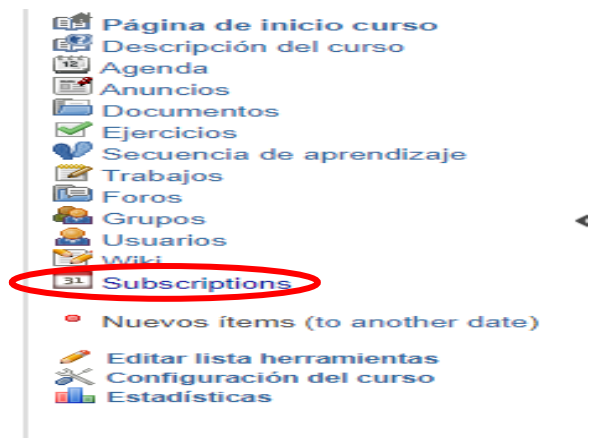 Página de inicio curso
Descripción del curso
Agenda
Anuncios
Documentos
Ejercicios
Secuencia de aprendizaje
Trabajos
Foros
Grupos
Usuarios
Wiki
31 Subscriptions
Nuevos ítems (to another date)
Editar lista herramientas
Configuración del curso
Estadísticas